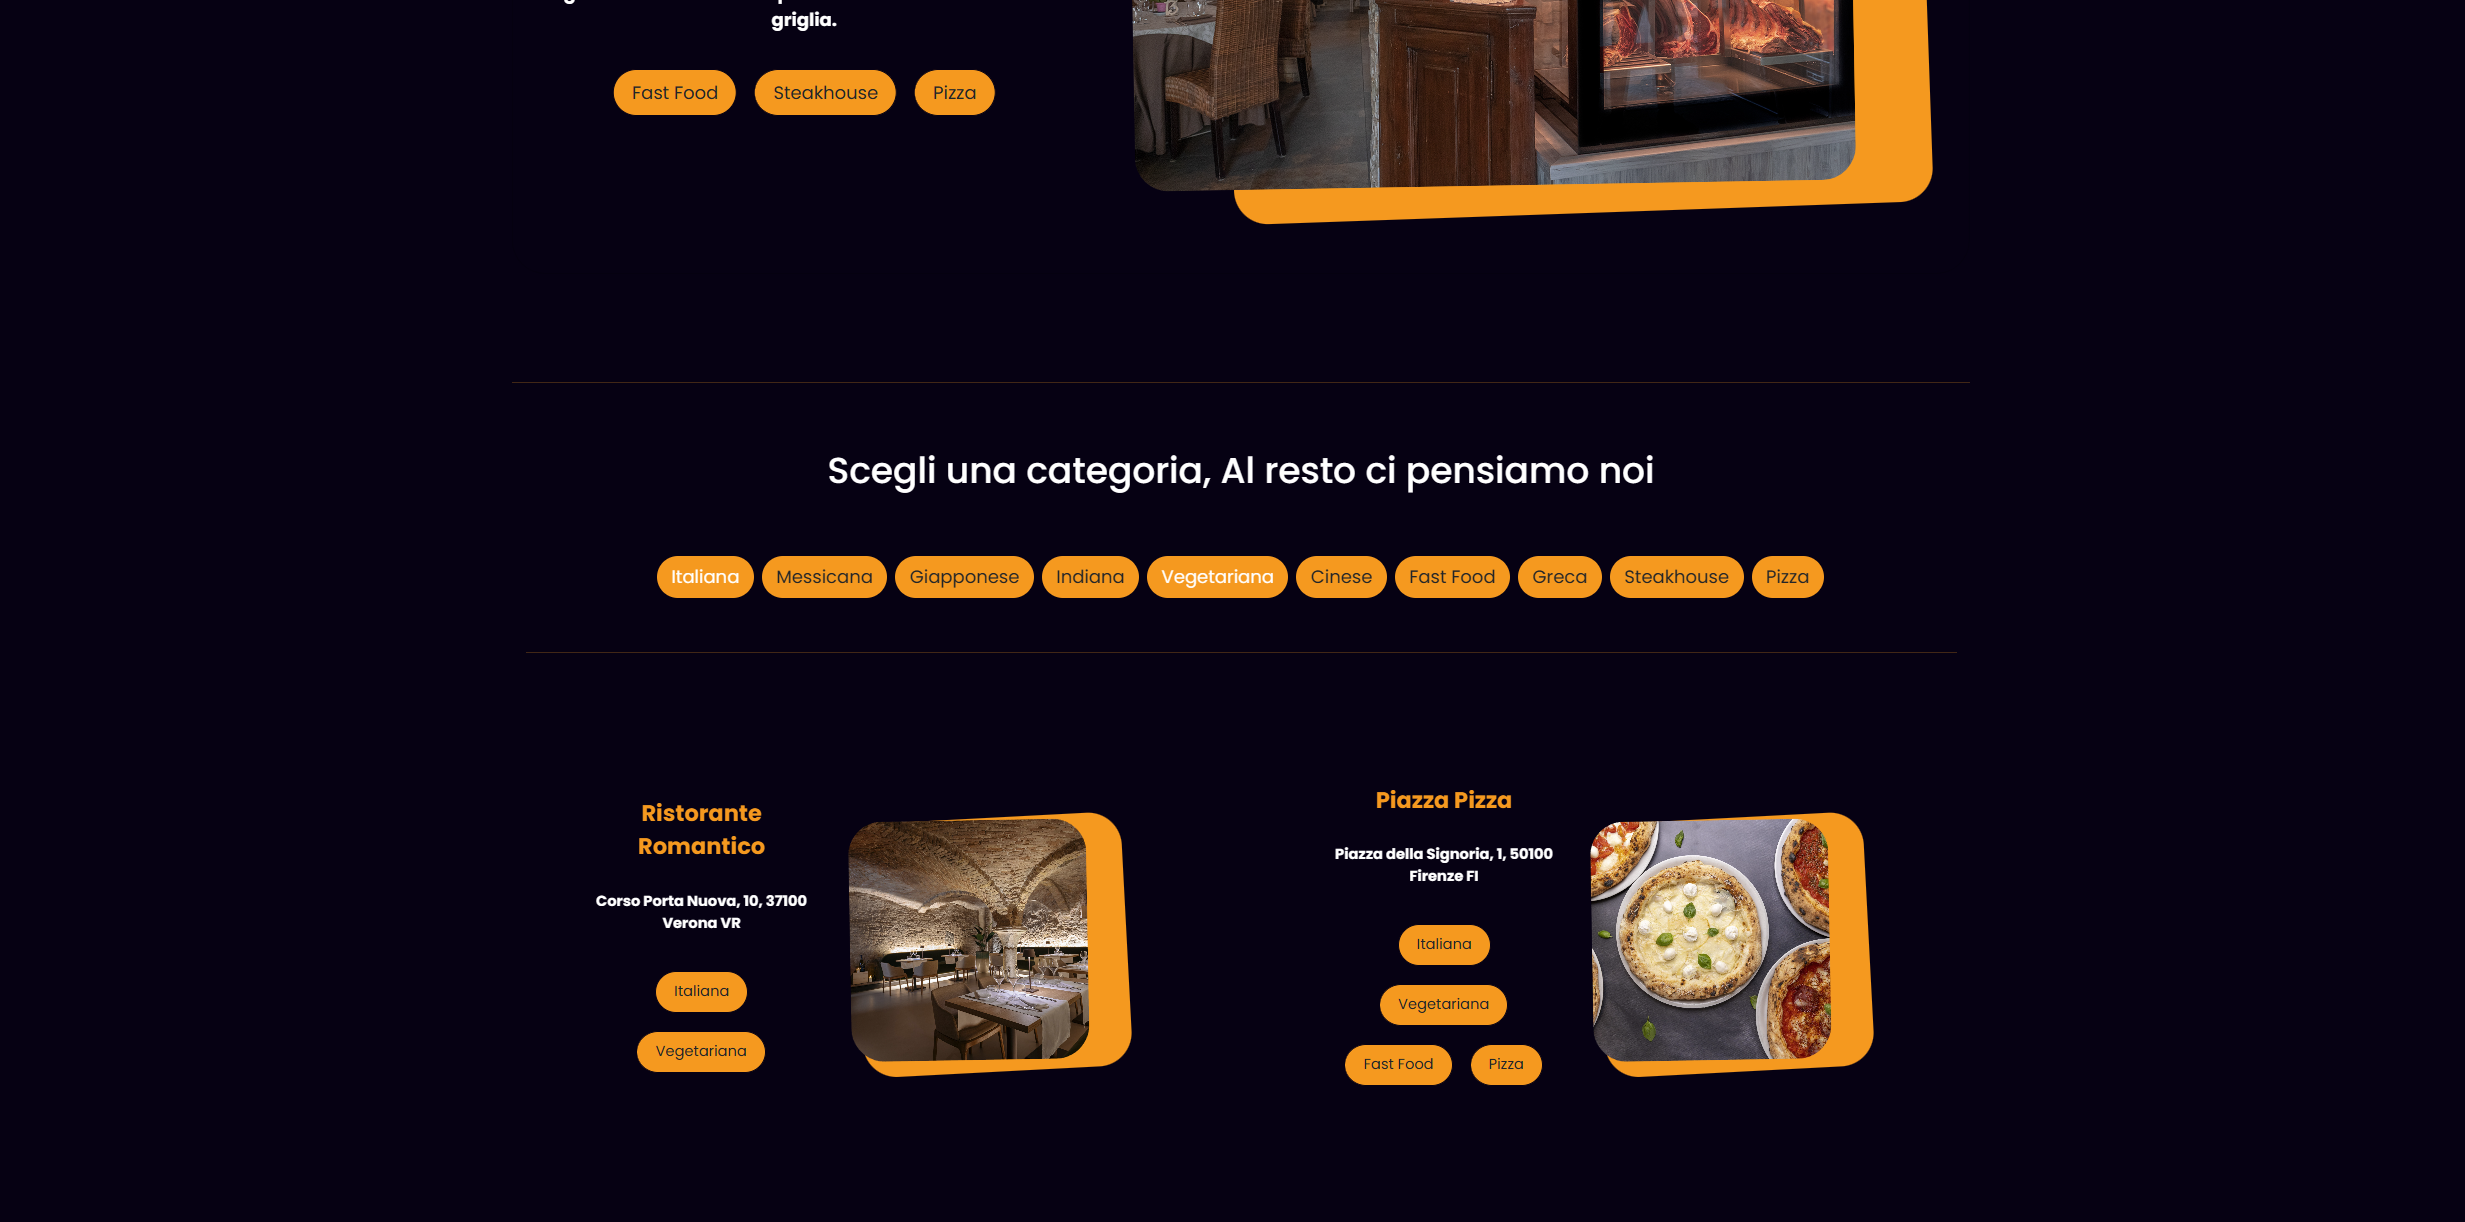 griglia.
Fast Food Steakhouse Pizza
Scegli una categoria, Al resto ci pensiamo noi
Italiana Messicana Giapponese Indiana Vegetariana Cinese Fast Food Greca Steakhouse Pizza
Ristorante
Romantico
Corso Porta Nuova, 10, 37100
Verona VR
Italiana
Vegetariana
Piazza Pizza
Piazza della Signoria, 1, 50100
Firenze FI
Italiana
Vegetariana
Fast Food Pizza